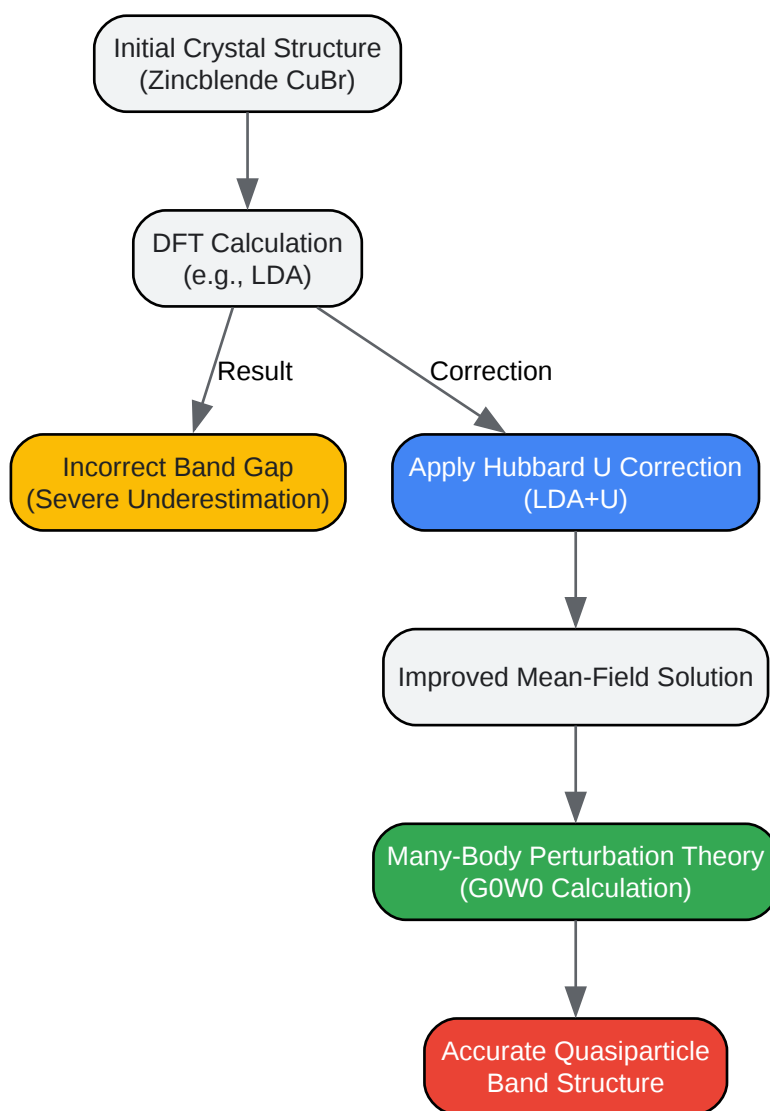 Initial Crystal Structure
(Zincblende CuBr)
DFT Calculation
(e.g., LDA)
Result
Correction
Incorrect Band Gap
(Severe Underestimation)
Apply Hubbard U Correction
(LDA+U)
Improved Mean-Field Solution
Many-Body Perturbation Theory
(G0W0 Calculation)
Accurate Quasiparticle
Band Structure